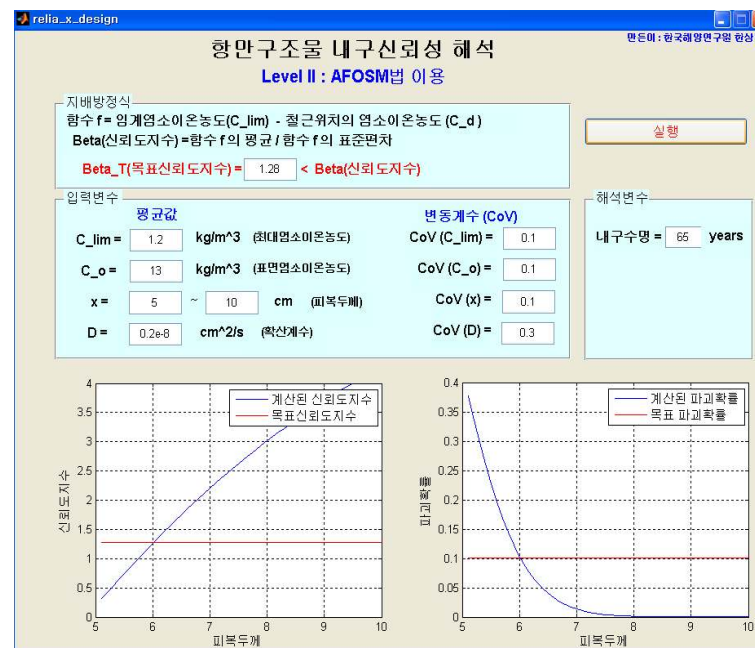 relia_x_design
항만구조물 내구신뢰성 해석
만든이 : 한국해양연구원 한상
Level II : AFOSM법 이용
지배방정식
함수 f = 임계염소이온농도(C_lim) - 철근위치의 염소이온농도 (C_d )
Beta(신뢰도지수) =함수 f 의 평균 / 함수 f 의 표준편차
Beta_T(목표신뢰도지수) = 1.28 < Beta(신뢰도지수)
실행
입력변수
평균값
변동계수 (CoV)
C_lim = 1.2 kg/m^3 (최대염소이온농도) CoV (C_lim) = 0.1
C_o = 13 kg/m^3 (표면염소이온농도) CoV (C_o) = 0.1
x = 5 ~ 10 cm (피복두께) CoV (x) = 0.1
D = 0.2e-8 cm^2/s (확산계수) CoV (D) = 0.3
해석변수
내구수명 = 65 years
계산된 신뢰도지수
목표신뢰도지수
신뢰도지수
4
3.5
3
2.5
2
1.5
1
0.5
0
5 6 7 8 9 10
피복두께
계산된 파괴확률
목표 파괴확률
파괴확률
0.4
0.35
0.3
0.25
0.2
0.15
0.1
0.05
0
5 6 7 8 9 10
피복두께